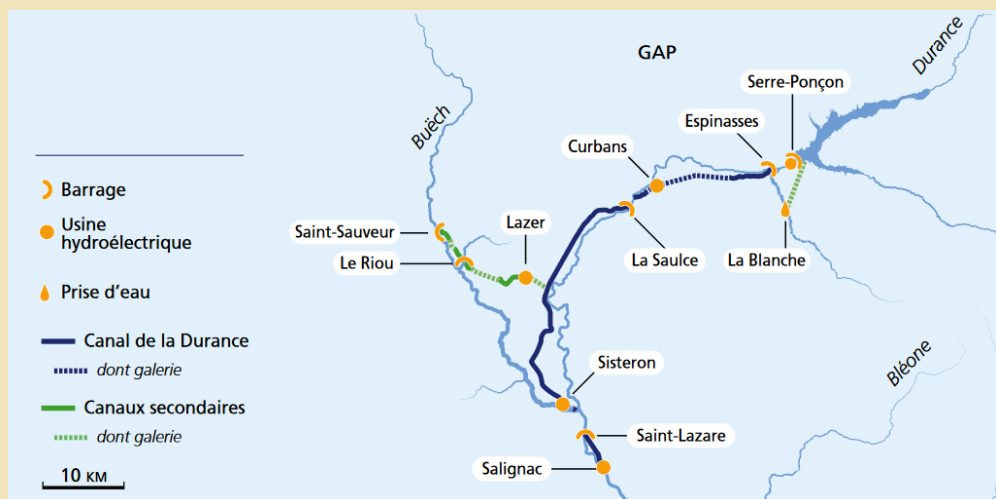 GAP
Durance
Serre-Ponçon
Espinasses
Buëch
Curbans
Barrage
Usine
hydroélectrique
Saint-Sauveur
Lazer
Le Riou
La Saulce
La Blanche
Prise d'eau
Canal de la Durance
dont galerie
Bléone
Sisteron
Canaux secondaires
dont galerie
Saint-Lazare
10 KM
Salignac